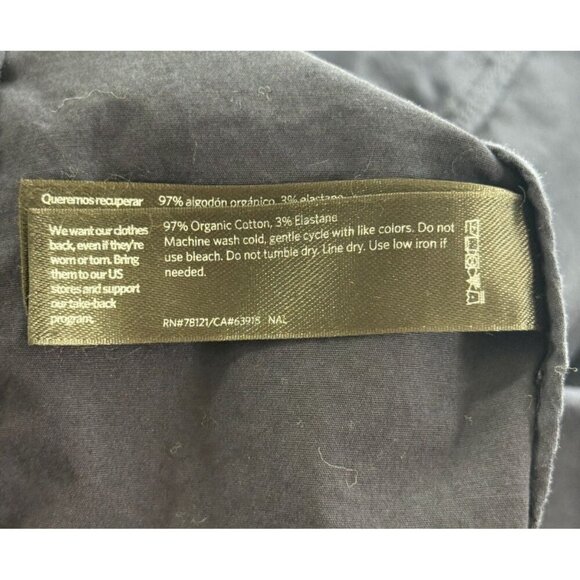 Queremos recuperar
97% algodón orgánico, 3% elastano
We want our clothes
back, even if they're
worn or torn. Bring
them to our US
stores and support
our take-back
program.
97% Organic Cotton, 3% Elastane
Machine wash cold, gentle cycle with like colors. Do not
use bleach. Do not tumble dry. Line dry. Use low iron if
needed.
RN#78121/CA#63915 NAL